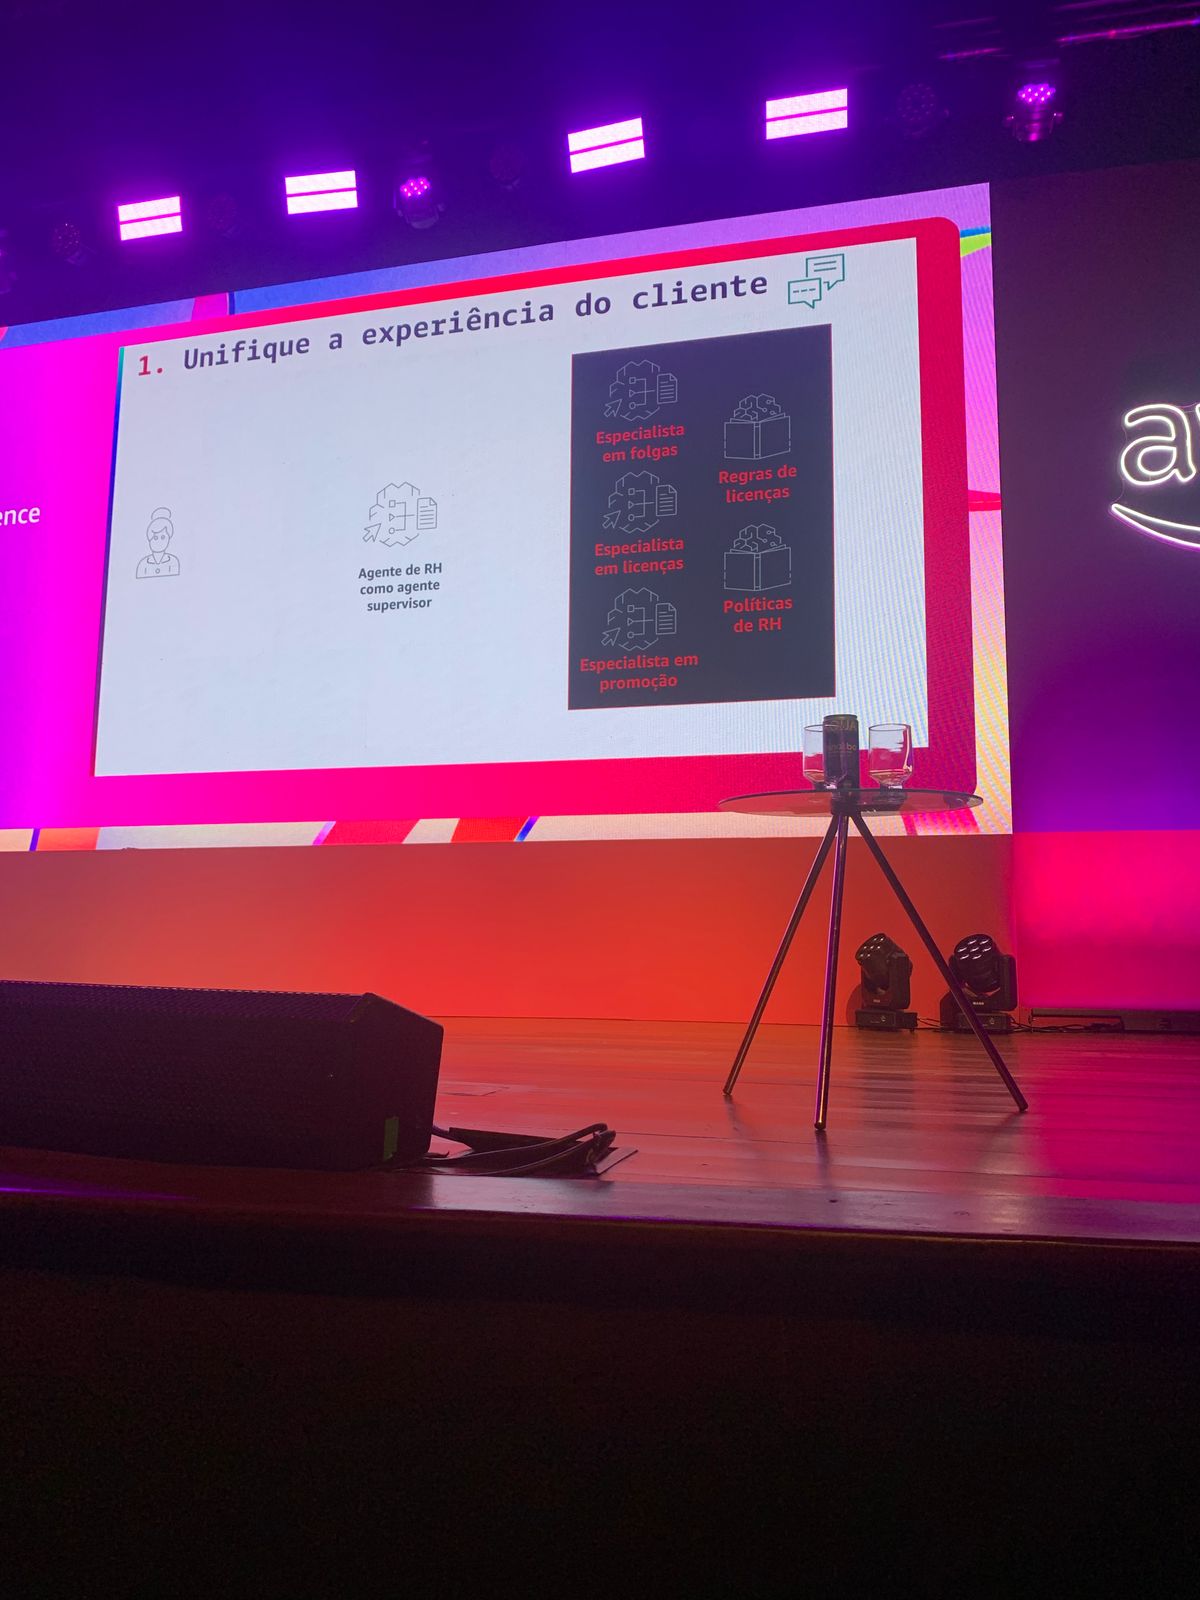 1. Unifique a experiência do cliente
ence
Agente de RH
como agente
supervisor
Especialista
em folgas
Especialista
em licenças
Especialista em
promoção
Regras de
licenças
Políticas
de RH